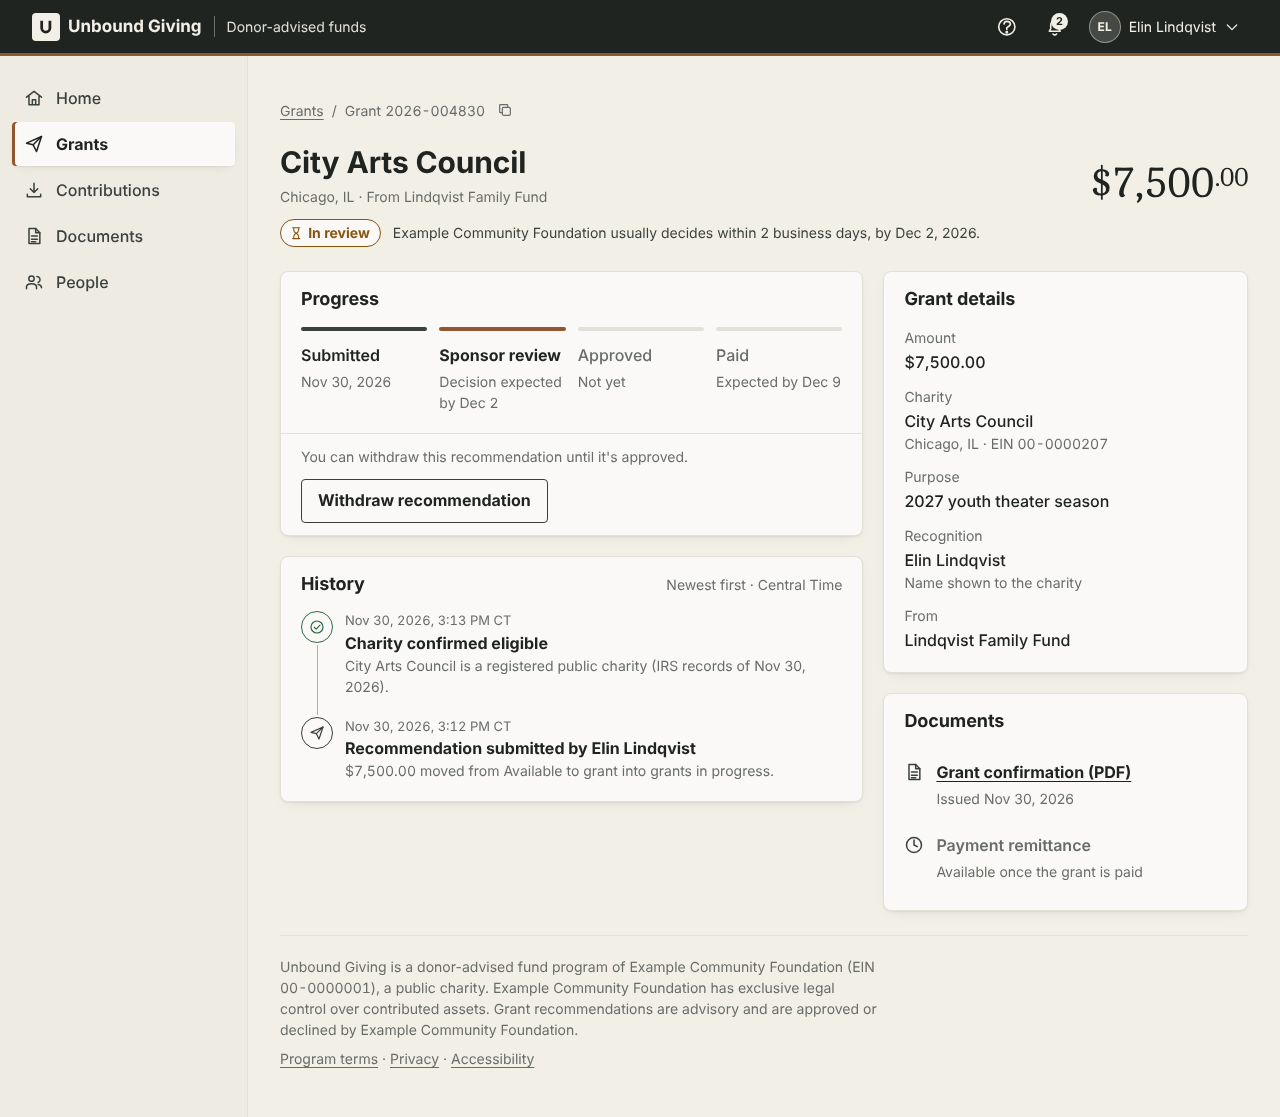 U Unbound Giving Donor-advised funds
2
EL Elin Lindqvist
Home
Grants
Contributions
Documents
People
Grants / Grant 2026-004830
City Arts Council
Chicago, IL · From Lindqvist Family Fund
$7,500.00
In review Example Community Foundation usually decides within 2 business days, by Dec 2, 2026.
Progress
Submitted
Nov 30, 2026
Sponsor review
Decision expected
by Dec 2
Approved
Not yet
Paid
Expected by Dec 9
You can withdraw this recommendation until it's approved.
Withdraw recommendation
History
Newest first · Central Time
Nov 30, 2026, 3:13 PM CT
Charity confirmed eligible
City Arts Council is a registered public charity (IRS records of Nov 30,
2026).
Nov 30, 2026, 3:12 PM CT
Recommendation submitted by Elin Lindqvist
$7,500.00 moved from Available to grant into grants in progress.
Grant details
Amount
$7,500.00
Charity
City Arts Council
Chicago, IL · EIN 00-0000207
Purpose
2027 youth theater season
Recognition
Elin Lindqvist
Name shown to the charity
From
Lindqvist Family Fund
Documents
Grant confirmation (PDF)
Issued Nov 30, 2026
Payment remittance
Available once the grant is paid
Unbound Giving is a donor-advised fund program of Example Community Foundation (EIN
00-0000001), a public charity. Example Community Foundation has exclusive legal
control over contributed assets. Grant recommendations are advisory and are approved or
declined by Example Community Foundation.
Program terms · Privacy · Accessibility